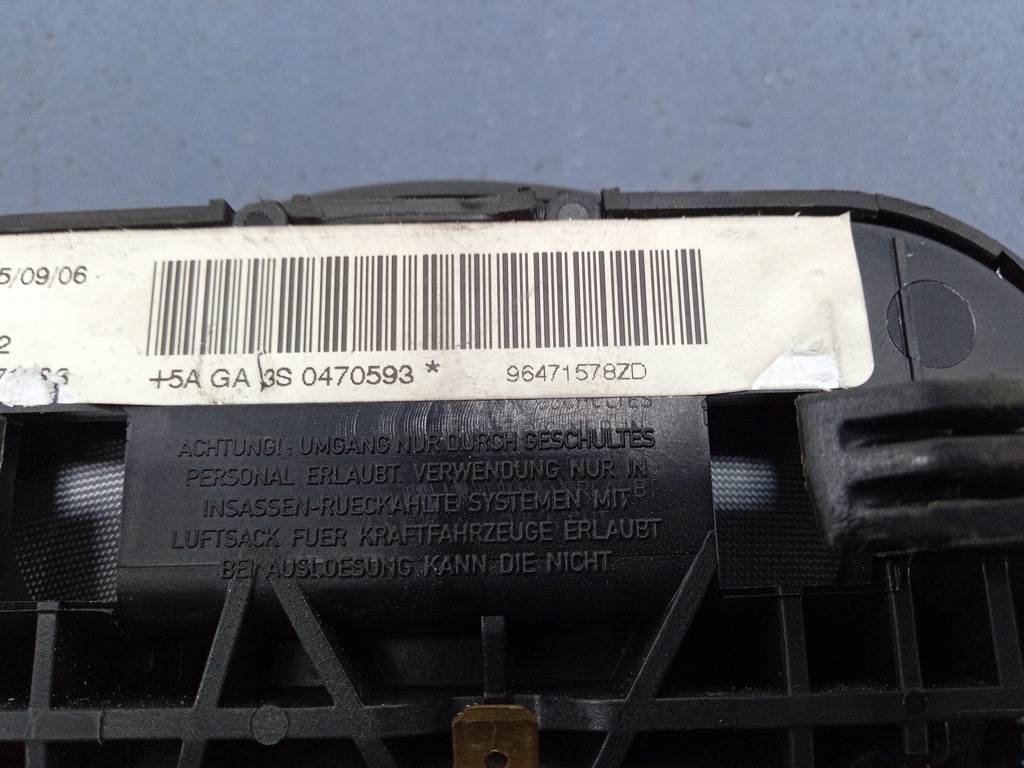 5/09/06
2
+5A GA 3S 0470593 *
96471578ZD
ACHTUNG! : UMGANG NUR DURCH GESCHULTES
PERSONAL ERLAUBT. VERWENDUNG NUR IN
INSASSEN-RUECKAHLTE-SYSTEMEN MIT
LUFTSACK FUER KRAFTFAHRZEUGE ERLAUBT
BEI AUSLOESUNG KANN DIE NICHT